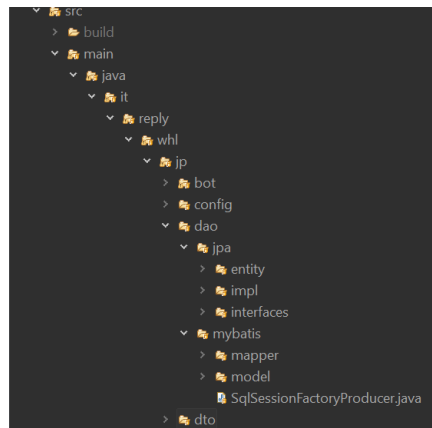 src
build
main
java
it
reply
whl
jp
bot
config
dao
jpa
entity
impl
interfaces
mybatis
mapper
model
SqlSessionFactoryProducer.java
dto